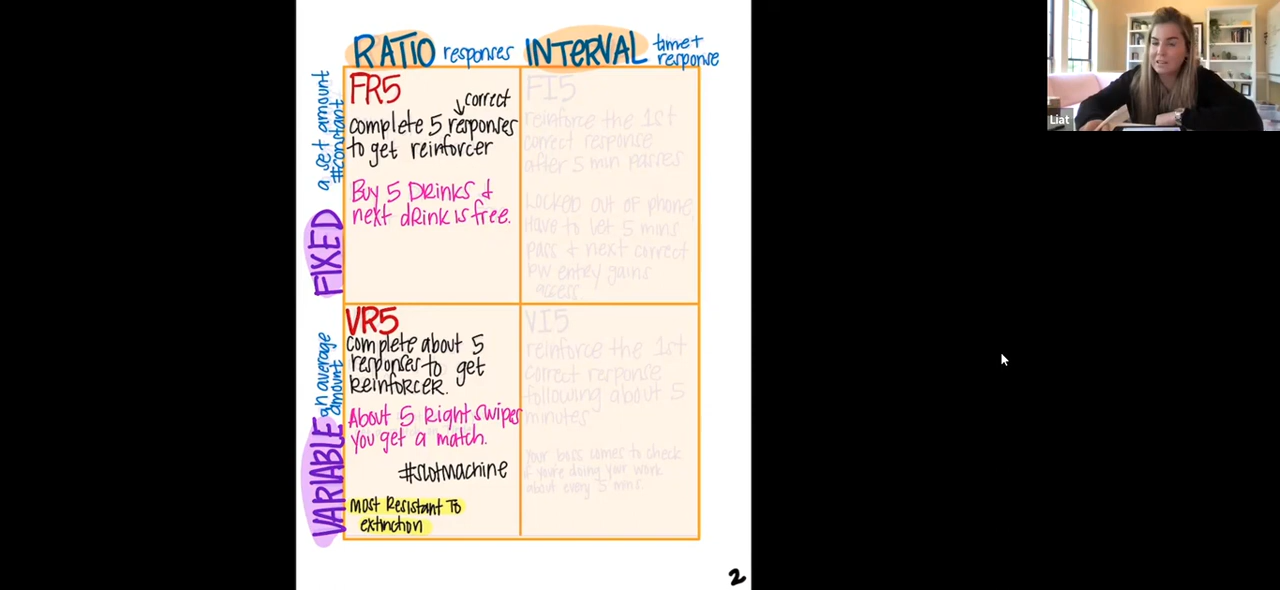 RATIO responses INTERVAL time + response
a set amount
#constant
FIXED
FR5
↓correct
complete 5 responses
to get reinforcer
Buy 5 Drinks &
next drink is free.
FI5
reinforce the 1st
correct response
after 5 min passes
Locked out of phone,
Have to let 5 mins
pass & next correct
PW entry gains
access.
an average
amount
VARIABLE
VR5
complete about 5
responses to get
Reinforcer.
About 5 Right swipes
you get a match.
#slotmachine
most Resistant To
extinction
VI5
reinforce the 1st
correct response
following about 5
minutes
Your boss comes to check
if you're doing your work
about every 5 mins.
2
Liat